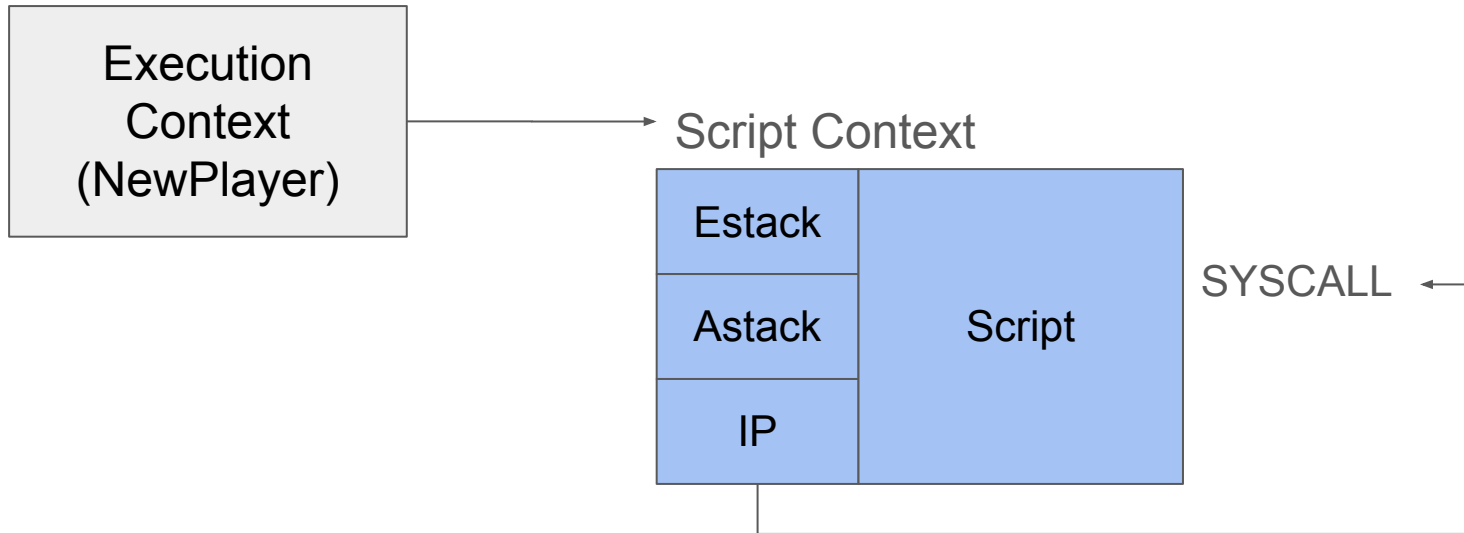 Execution
Context
(NewPlayer)
Script Context
Estack
Astack
IP
Script
SYSCALL